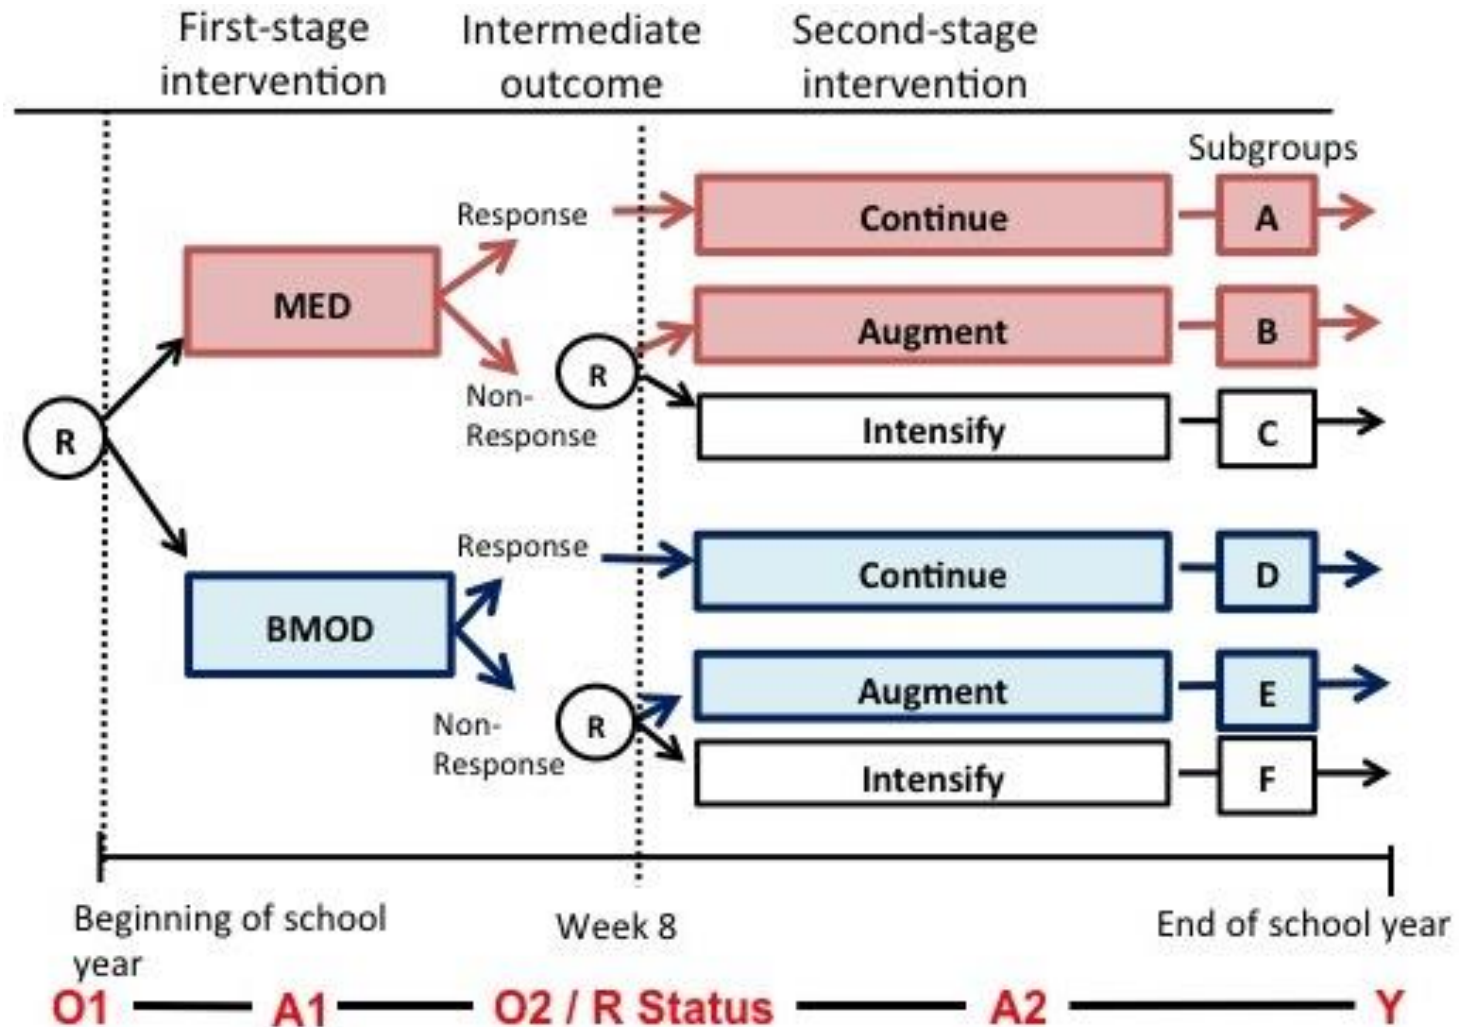 First-stage
intervention
Intermediate
outcome
Second-stage
intervention
Subgroups
Response
Continue
A
MED
Augment
B
R
Non-
Response
Intensify
C
R
Response
Continue
D
BMOD
Augment
E
R
Non-
Response
Intensify
F
Beginning of school
year
Week 8
End of school year
O1
A1
O2 / R Status
A2
Y